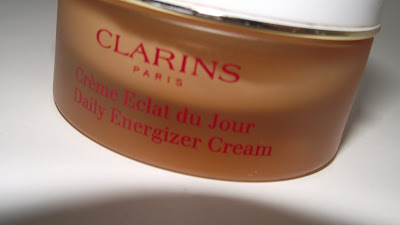 CLARINS
PARIS
Crème Eclat du Jour
Daily Energizer Cream